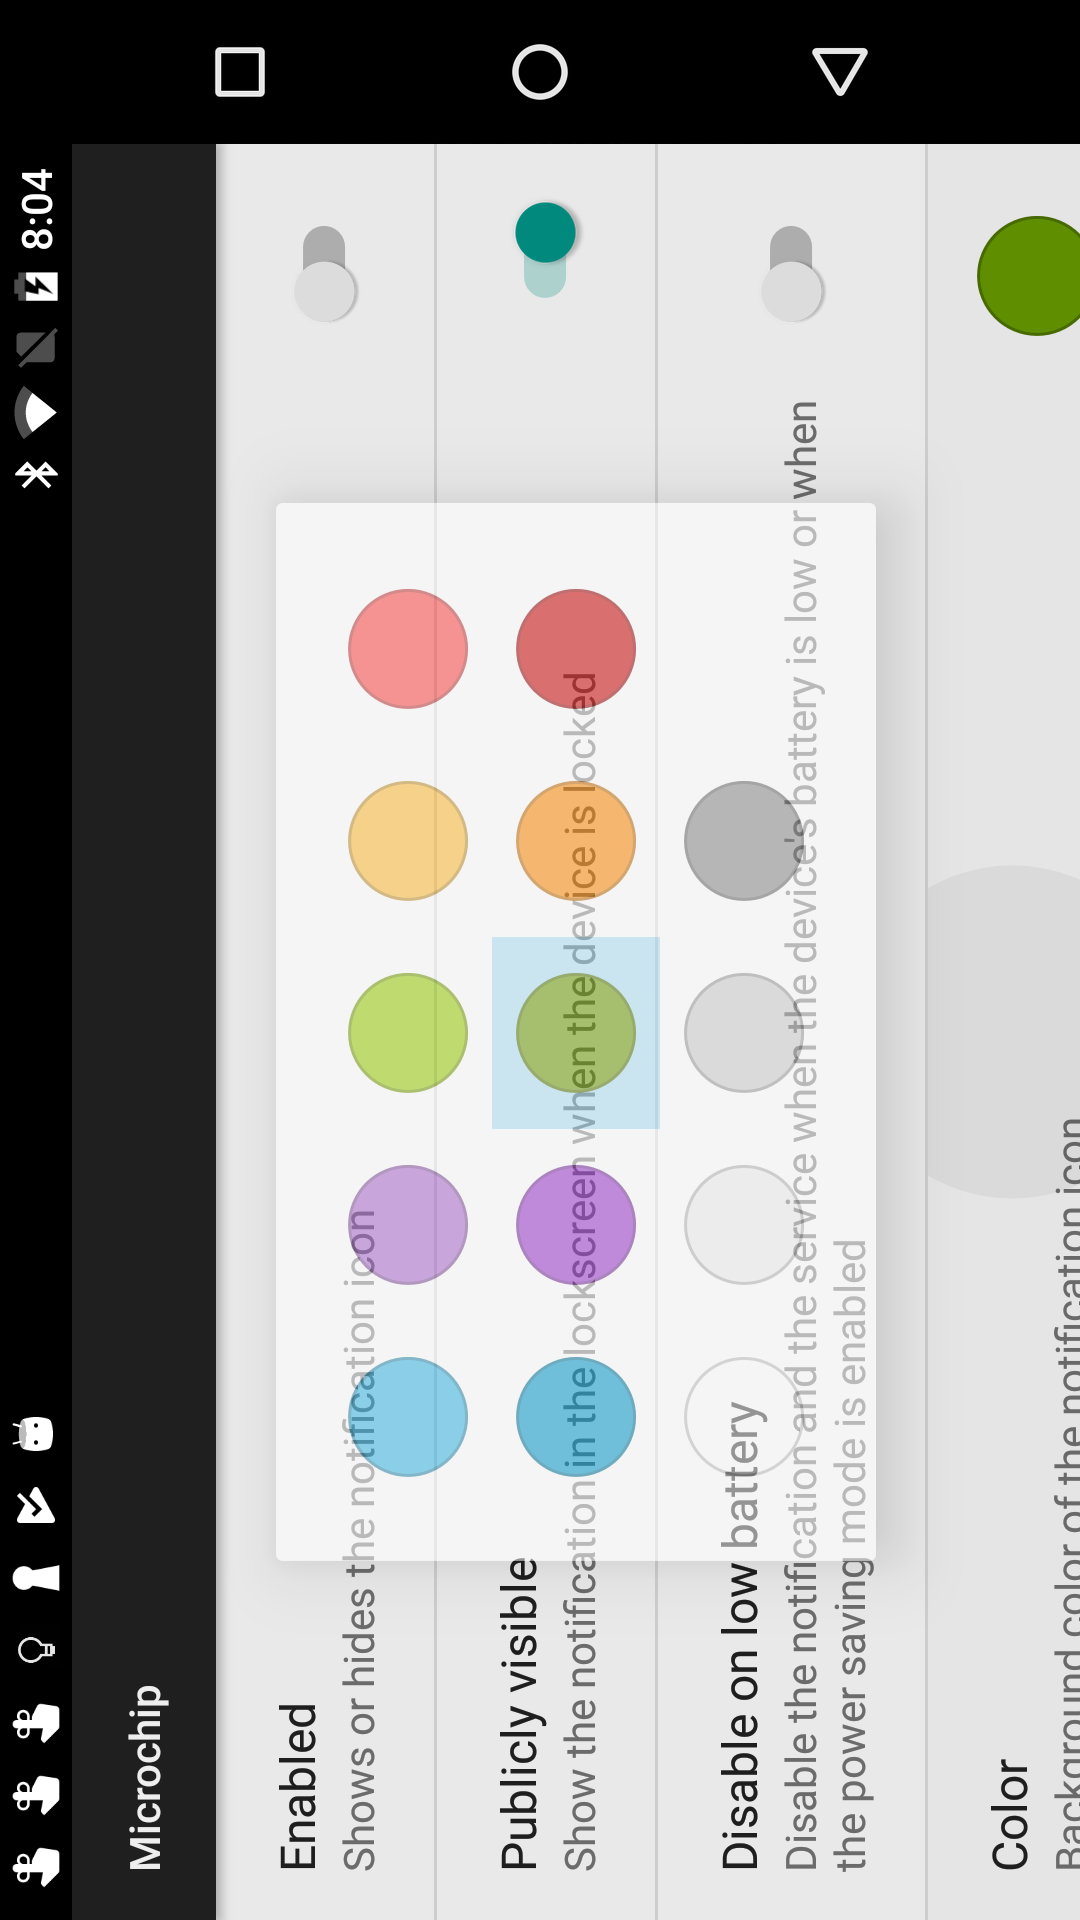 8:04
Microchip
Enabled
Shows or hides the notification icon
Publicly visible
Show the notification in the lockscreen when the device is locked
Disable on low battery
Disable the notification and the service when the device's battery is low or when
the power saving mode is enabled
Color
Background color of the notification icon